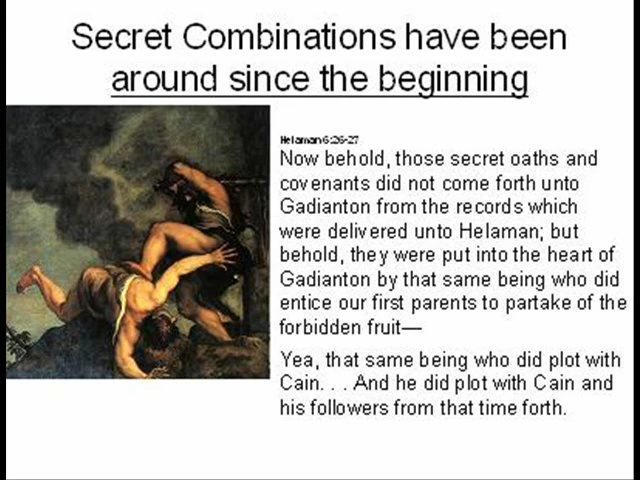 Secret Combinations have been
around since the beginning
Helaman 6:26-27
Now behold, those secret oaths and
covenants did not come forth unto
Gadianton from the records which
were delivered unto Helaman; but
behold, they were put into the heart of
Gadianton by that same being who did
entice our first parents to partake of the
forbidden fruit—
Yea, that same being who did plot with
Cain. . . And he did plot with Cain and
his followers from that time forth.